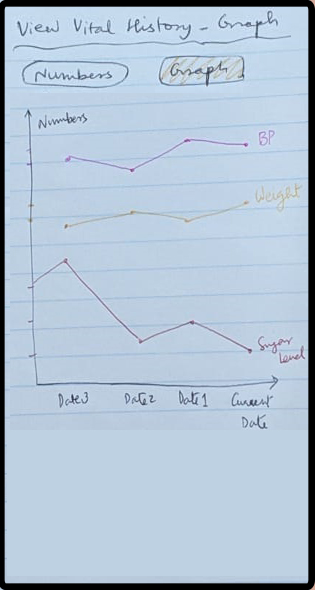 View Vital History - Graph
Numbers
Graph
Numbers
BP
Weight
Sugar
Level
Date3
Date2
Date1
Current
Date